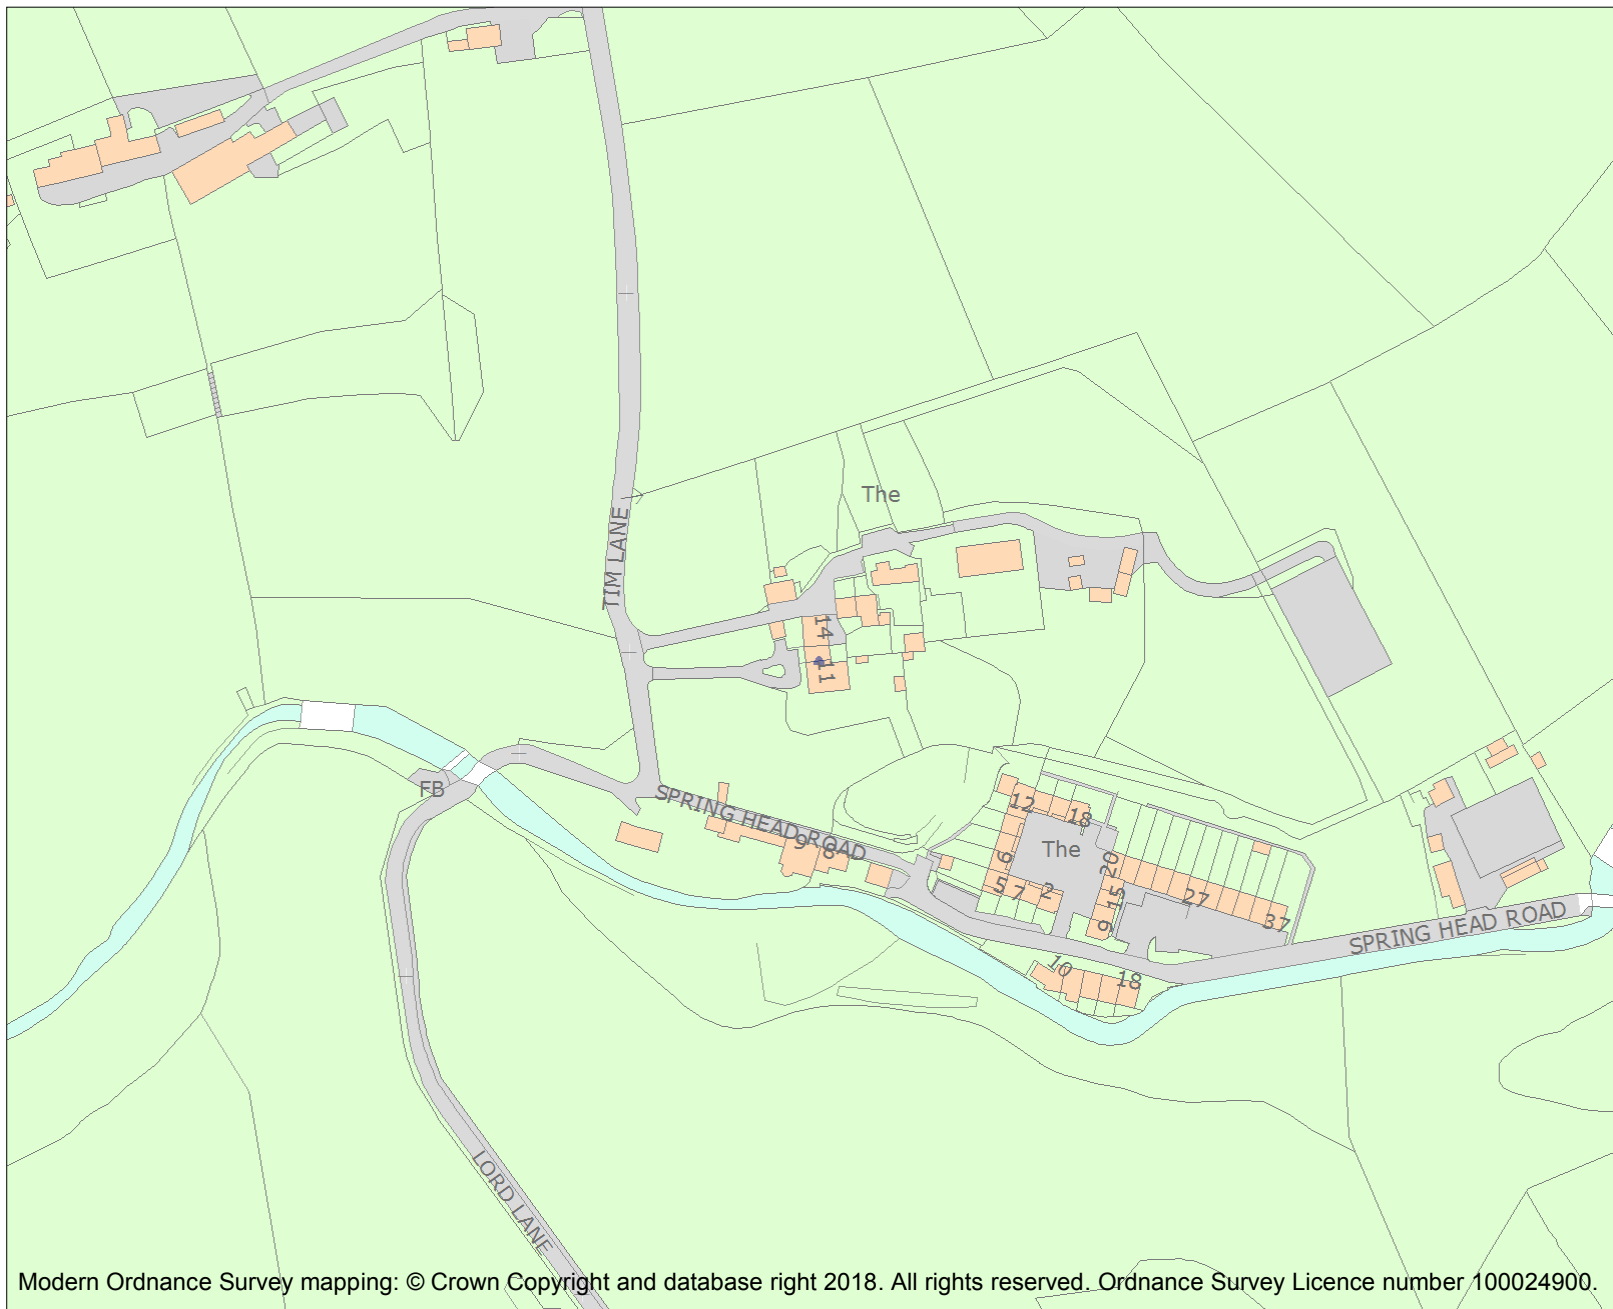 The
TIM LANE
14
11
FB
SPRING HEAD ROAD
9
8
12
18
The
6
20
5
7
2
15
27
9
37
SPRING HEAD ROAD
10
18
LORD LANE
Modern Ordnance Survey mapping: © Crown Copyright and database right 2018. All rights reserved. Ordnance Survey Licence number 100024900.